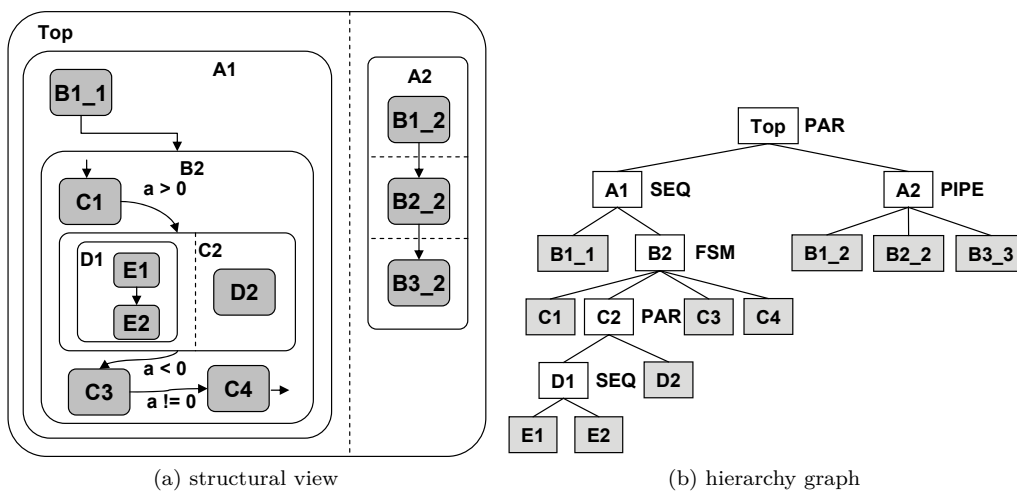 Top
A1
B1_1
B2
C1
a > 0
D1
C2
E1
E2
D2
a < 0
C3
a != 0
C4
A2
B1_2
B2_2
B3_2
(a) structural view
Top PAR
A1 SEQ
A2 PIPE
B1_1
B2 FSM
B1_2
B2_2
B3_3
C1
C2 PAR
C3
C4
D1 SEQ
D2
E1
E2
(b) hierarchy graph